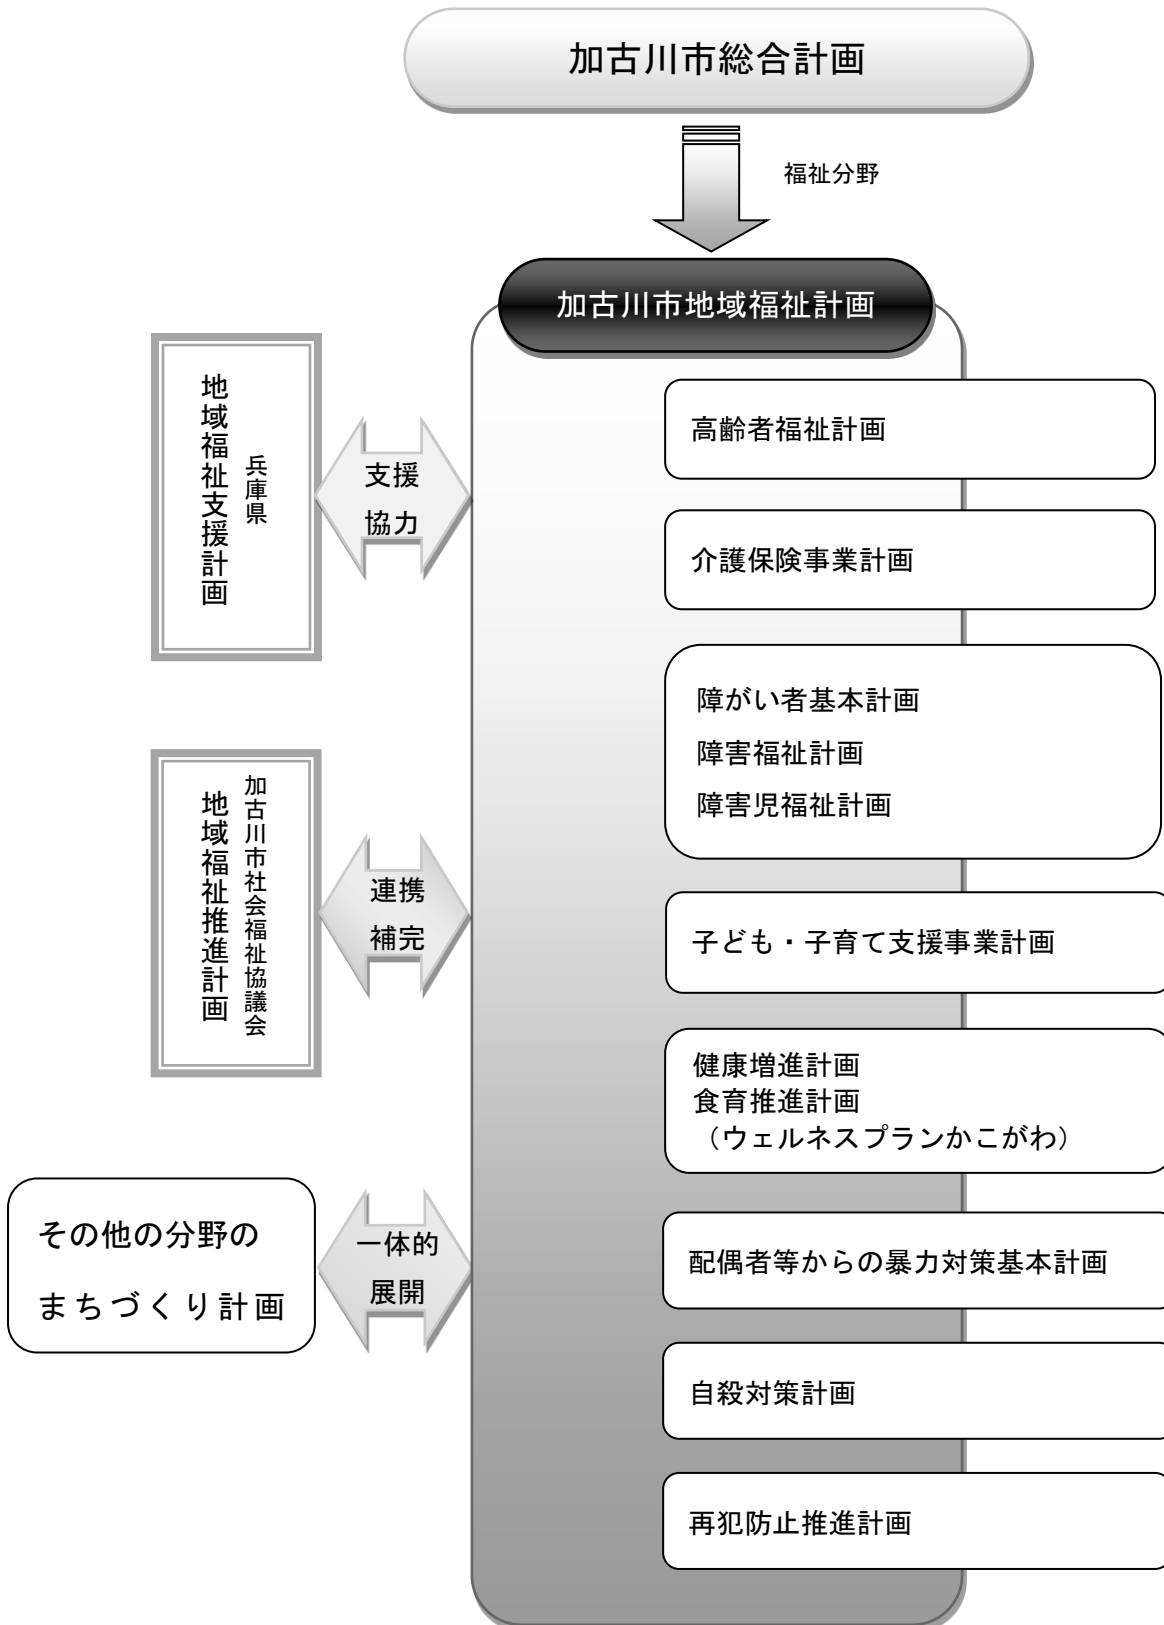 加古川市総合計画
福祉分野
加古川市地域福祉計画
兵庫県
地域福祉支援計画
支援
協力
高齢者福祉計画
介護保険事業計画
障がい者基本計画
障害福祉計画
障害児福祉計画
加古川市社会福祉協議会
地域福祉推進計画
連携
補完
子ども・子育て支援事業計画
健康増進計画
食育推進計画
（ウェルネスプランかこがわ）
その他の分野の
まちづくり計画
一体的
展開
配偶者等からの暴力対策基本計画
自殺対策計画
再犯防止推進計画